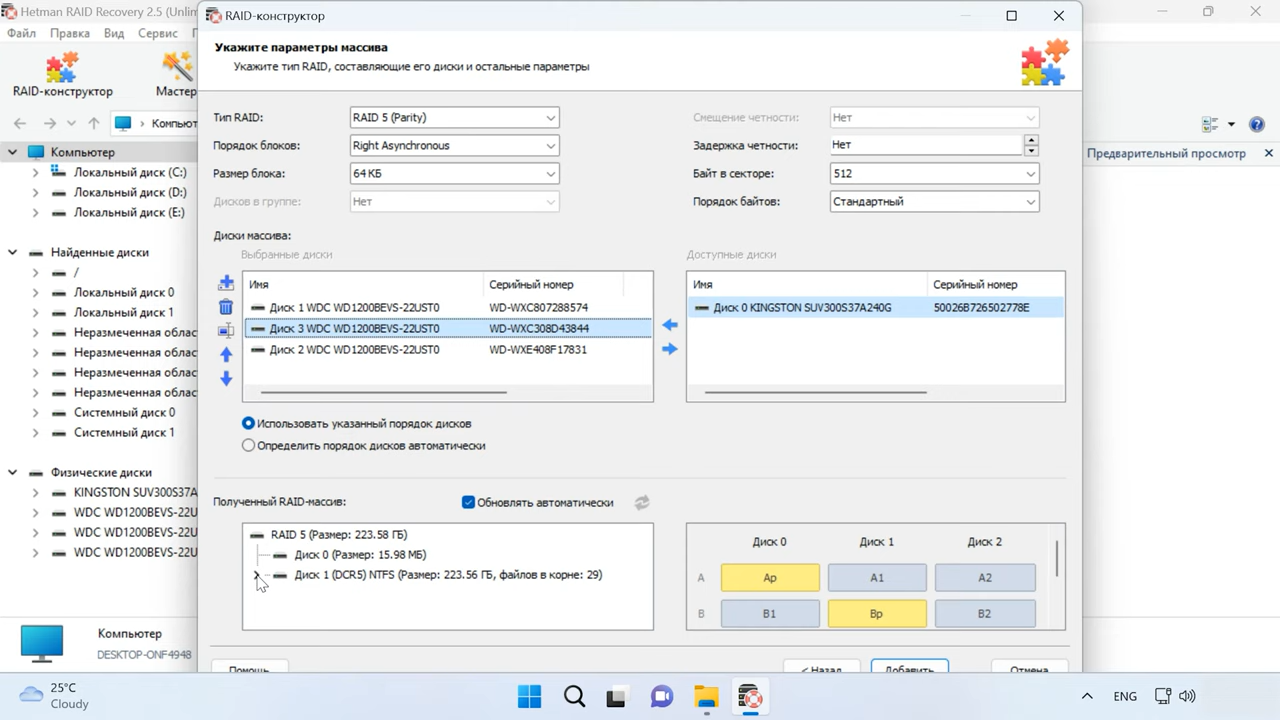 Hetman RAID Recovery 2.5 (Unlim
Файл Правка Вид Сервис
RAID-конструктор
Мастер
Компьют
Компьютер
Локальный диск (C:)
Локальный диск (D:)
Локальный диск (E:)
Найденные диски
/
Локальный диск 0
Локальный диск 1
Неразмеченная облас
Неразмеченная облас
Неразмеченная облас
Неразмеченная облас
Системный диск 0
Системный диск 1
Физические диски
KINGSTON SUV300S37A
WDC WD1200BEVS-22U
WDC WD1200BEVS-22U
WDC WD1200BEVS-22U
Компьютер
DESKTOP-ONF4948
RAID-конструктор
Укажите параметры массива
Укажите тип RAID, составляющие его диски и остальные параметры
Тип RAID: RAID 5 (Parity)
Порядок блоков: Right Asynchronous
Размер блока: 64 КБ
Дисков в группе: Нет
Смещение четности: Нет
Задержка четности: Нет
Байт в секторе: 512
Порядок байтов: Стандартный
Диски массива:
Выбранные диски
Имя Серийный номер
Диск 1 WDC WD1200BEVS-22UST0 WD-WXC807288574
Диск 3 WDC WD1200BEVS-22UST0 WD-WXC308D43844
Диск 2 WDC WD1200BEVS-22UST0 WD-WXE408F17831
Доступные диски
Имя Серийный номер
Диск 0 KINGSTON SUV300S37A240G 50026B726502778E
Использовать указанный порядок дисков
Определить порядок дисков автоматически
Полученный RAID-массив:
Обновлять автоматически
RAID 5 (Размер: 223.58 ГБ)
Диск 0 (Размер: 15.98 МБ)
Диск 1 (DCR5) NTFS (Размер: 223.56 ГБ, файлов в корне: 29)
Диск 0 Диск 1 Диск 2
A Ap A1 A2
B B1 Bp B2
Помощь
< Назад Добавить Отмена
Предварительный просмотр
25°C
Cloudy
ENG